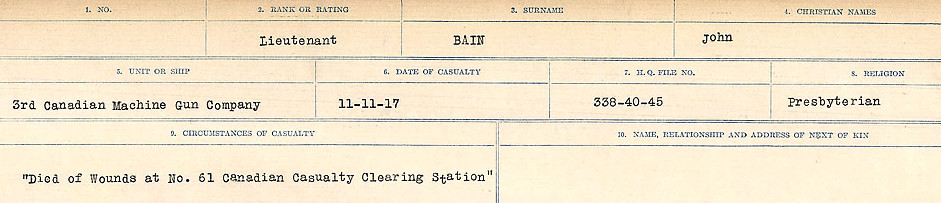 1. NO.
2. RANK OR RATING
3. SURNAME
4. CHRISTIAN NAMES
Lieutenant
BAIN
John
5. UNIT OR SHIP
6. DATE OF CASUALTY
7. H.Q. FILE NO.
8. RELIGION
3rd Canadian Machine Gun Company
11-11-17
338-40-45
Presbyterian
9. CIRCUMSTANCES OF CASUALTY
10. NAME, RELATIONSHIP AND ADDRESS OF NEXT OF KIN
"Died of Wounds at No. 61 Canadian Casualty Clearing Station"